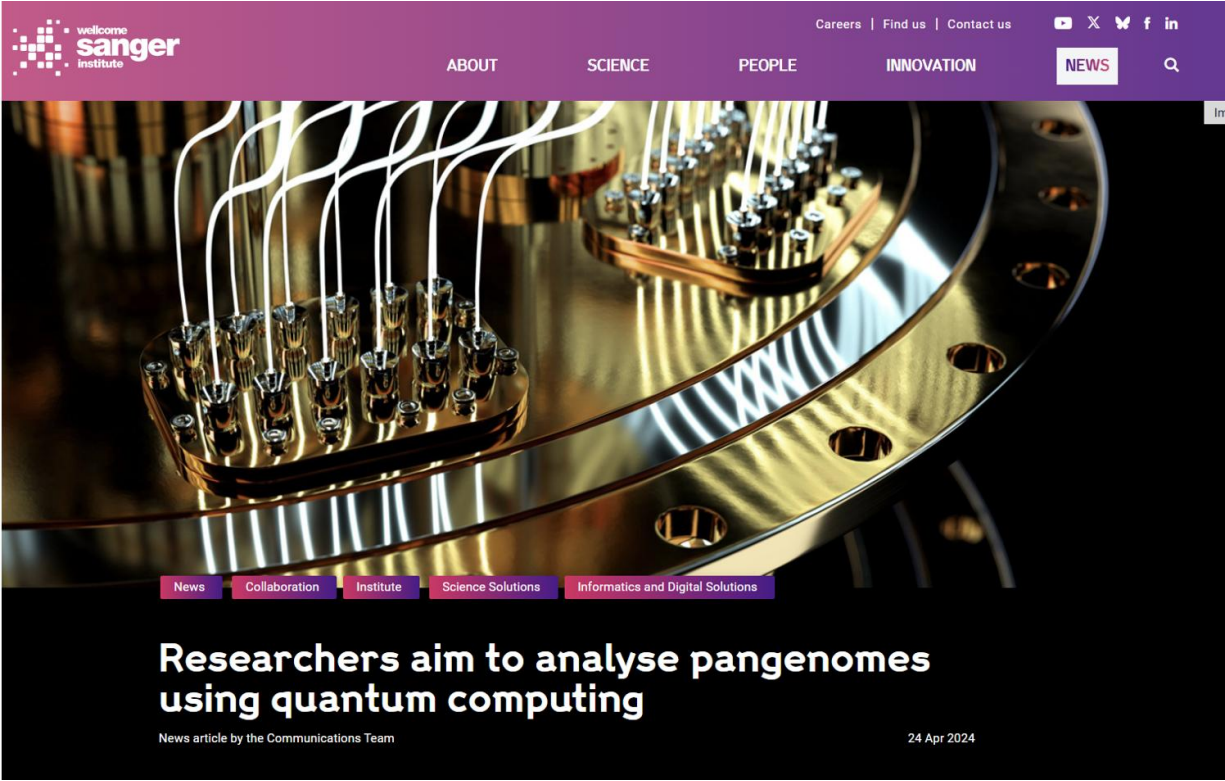 Careers | Find us | Contact us
wellcome
sanger
institute
ABOUT SCIENCE PEOPLE INNOVATION NEWS
News Collaboration Institute Science Solutions Informatics and Digital Solutions
Researchers aim to analyse pangenomes
using quantum computing
News article by the Communications Team 24 Apr 2024